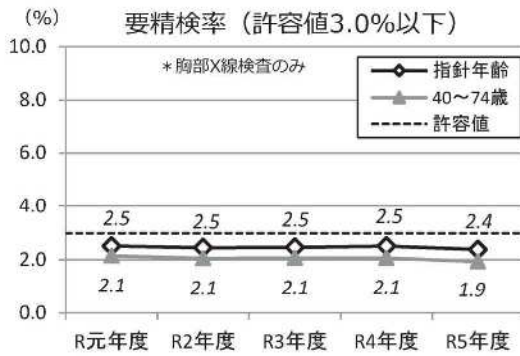 (%)
要精検率（許容値3.0%以下）
10.0
*胸部X線検査のみ
指針年齢
40～74歳
許容値
8.0
6.0
4.0
2.5 2.5 2.5 2.5 2.4
2.0
2.1 2.1 2.1 2.1 1.9
0.0
R元年度 R2年度 R3年度 R4年度 R5年度